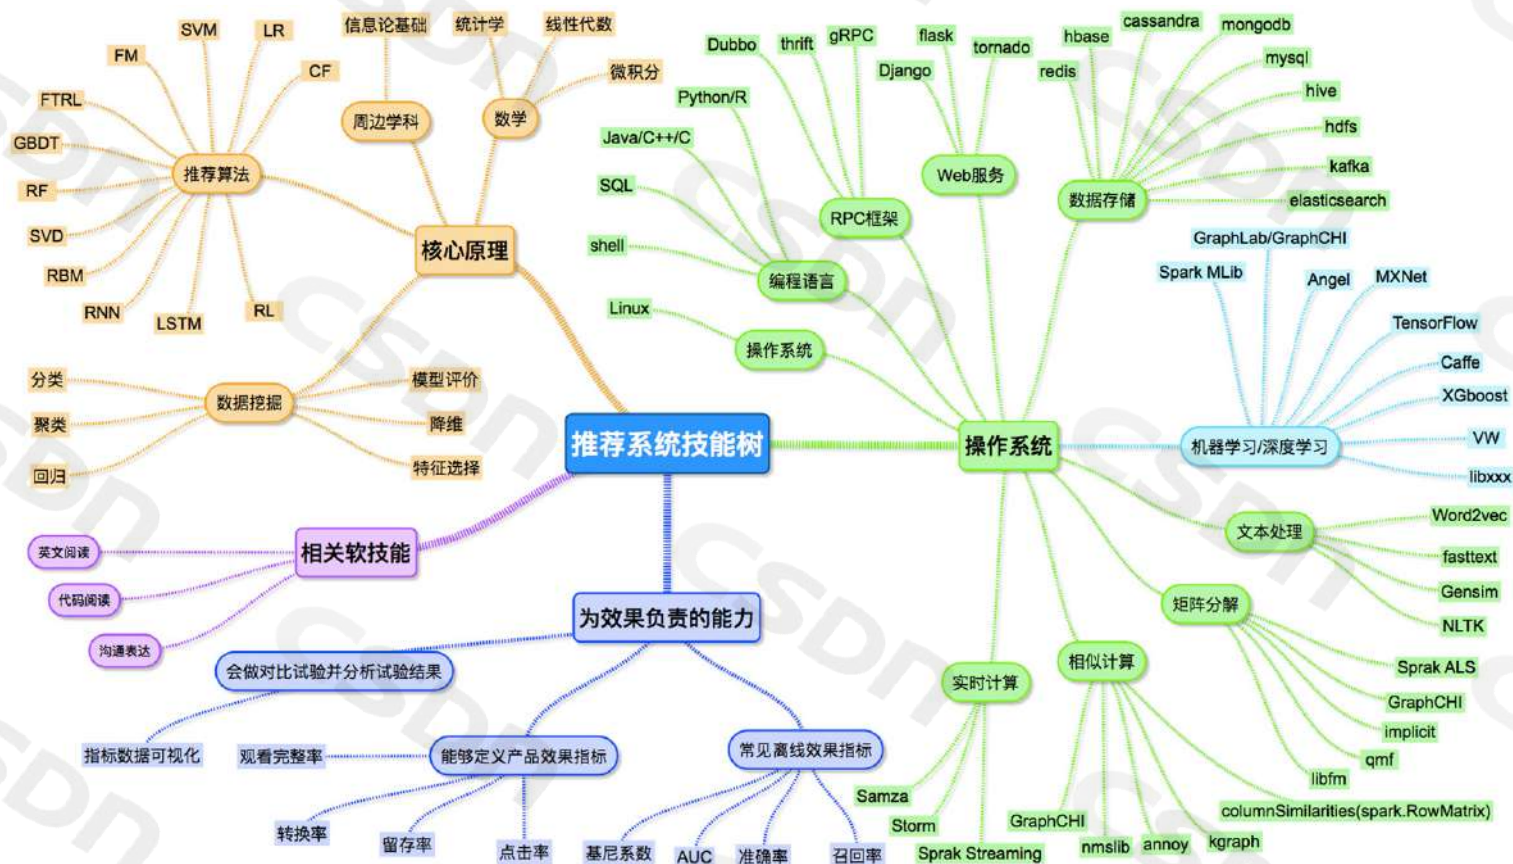 推荐系统技能树
核心原理
推荐算法
SVM
LR
FM
CF
FTRL
GBDT
RF
SVD
RBM
RNN
LSTM
RL
周边学科
信息论基础
数学
统计学
线性代数
微积分
数据挖掘
分类
聚类
回归
模型评价
降维
特征选择
相关软技能
英文阅读
代码阅读
沟通表达
为效果负责的能力
会做对比试验并分析试验结果
指标数据可视化
能够定义产品效果指标
观看完整率
转换率
留存率
点击率
常见离线效果指标
基尼系数
AUC
准确率
召回率
操作系统
操作系统
Linux
编程语言
Python/R
Java/C++/C
SQL
shell
RPC框架
Dubbo
thrift
gRPC
Web服务
flask
Django
tornado
数据存储
redis
hbase
cassandra
mongodb
mysql
hive
hdfs
kafka
elasticsearch
机器学习/深度学习
Spark MLib
GraphLab/GraphCHI
Angel
MXNet
TensorFlow
Caffe
XGboost
VW
libxxx
文本处理
Word2vec
fasttext
Gensim
NLTK
矩阵分解
Sprak ALS
GraphCHI
implicit
qmf
libfm
相似计算
columnSimilarities(spark.RowMatrix)
kgraph
annoy
nmslib
GraphCHI
实时计算
Samza
Storm
Sprak Streaming
CSDN